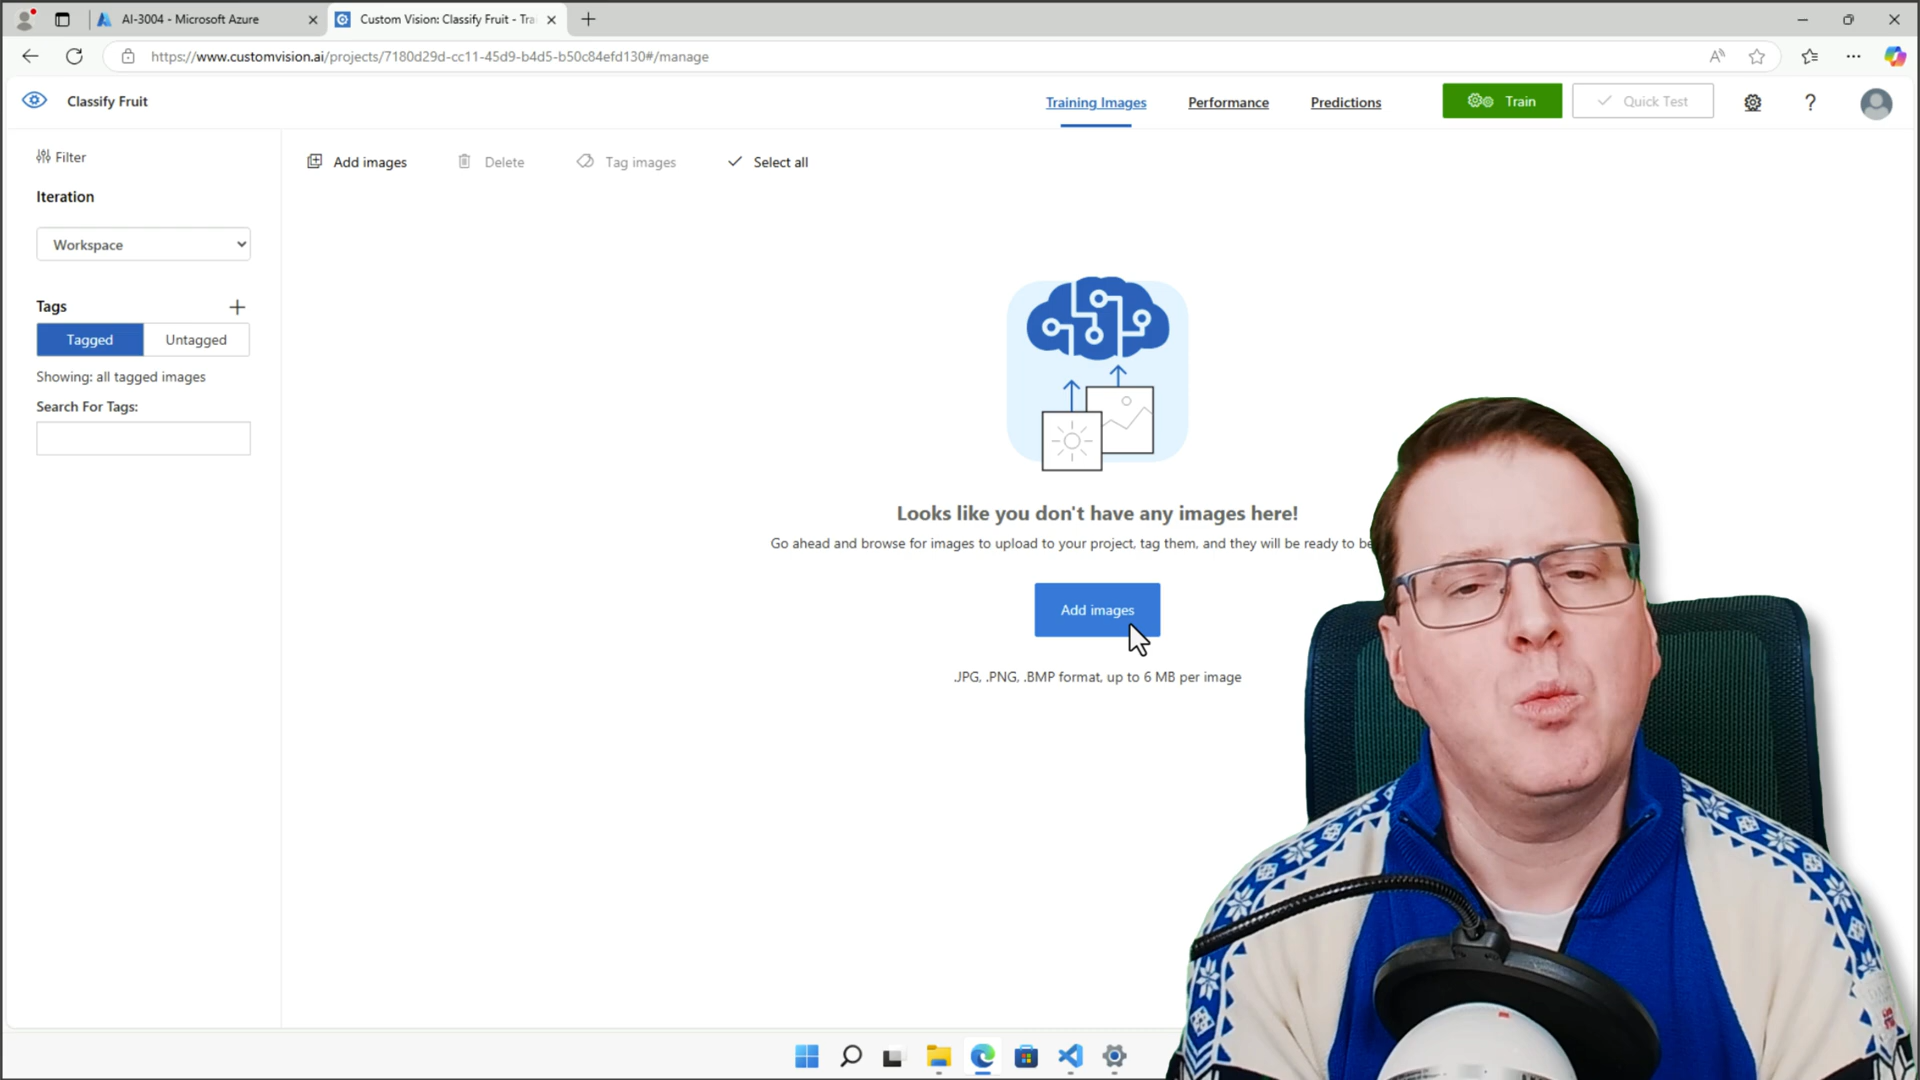 AI-3004 - Microsoft Azure
Custom Vision: Classify Fruit - Tra
https://www.customvision.ai/projects/7180d29d-cc11-45d9-b4d5-b50c84efd130#/manage
Classify Fruit
Training Images
Performance
Predictions
Train
Quick Test
?
Filter
Add images
Delete
Tag images
Select all
Iteration
Workspace
Tags
Tagged
Untagged
Showing: all tagged images
Search For Tags:
Looks like you don't have any images here!
Go ahead and browse for images to upload to your project, tag them, and they will be ready to be
Add images
.JPG, .PNG, .BMP format, up to 6 MB per image